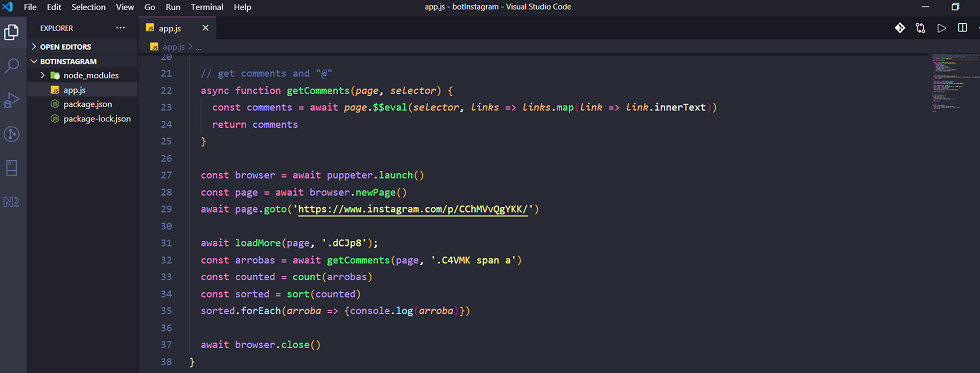 File Edit Selection View Go Run Terminal Help
app.js - botInstagram - Visual Studio Code
EXPLORER
OPEN EDITORS
BOTINSTAGRAM
node_modules
app.js
package.json
package-lock.json
app.js
app.js > ...
20
21 // get comments and "@"
22 async function getComments(page, selector) {
23 const comments = await page.$$eval(selector, links => links.map(link => link.innerText))
24 return comments
25 }
26
27 const browser = await puppeter.launch()
28 const page = await browser.newPage()
29 await page.goto('https://www.instagram.com/p/CChMVvQgYKK/')
30
31 await loadMore(page, '.dCJp8');
32 const arrobas = await getComments(page, '.C4VMK span a')
33 const counted = count(arrobas)
34 const sorted = sort(counted)
35 sorted.forEach(arroba => {console.log(arroba)})
36
37 await browser.close()
38 }